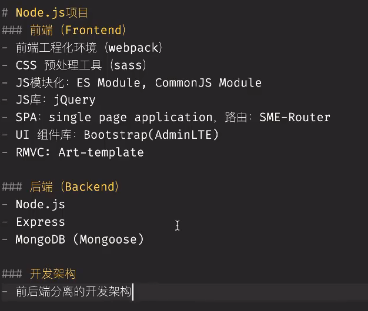 # Node.js项目
### 前端（Frontend）
- 前端工程化环境（webpack）
- CSS 预处理工具（sass）
- JS模块化：ES Module, CommonJS Module
- JS库：jQuery
- SPA：single page application，路由：SME-Router
- UI 组件库：Bootstrap(AdminLTE)
- RMVC: Art-template
### 后端（Backend）
- Node.js
- Express
- MongoDB (Mongoose)
### 开发架构
- 前后端分离的开发架构